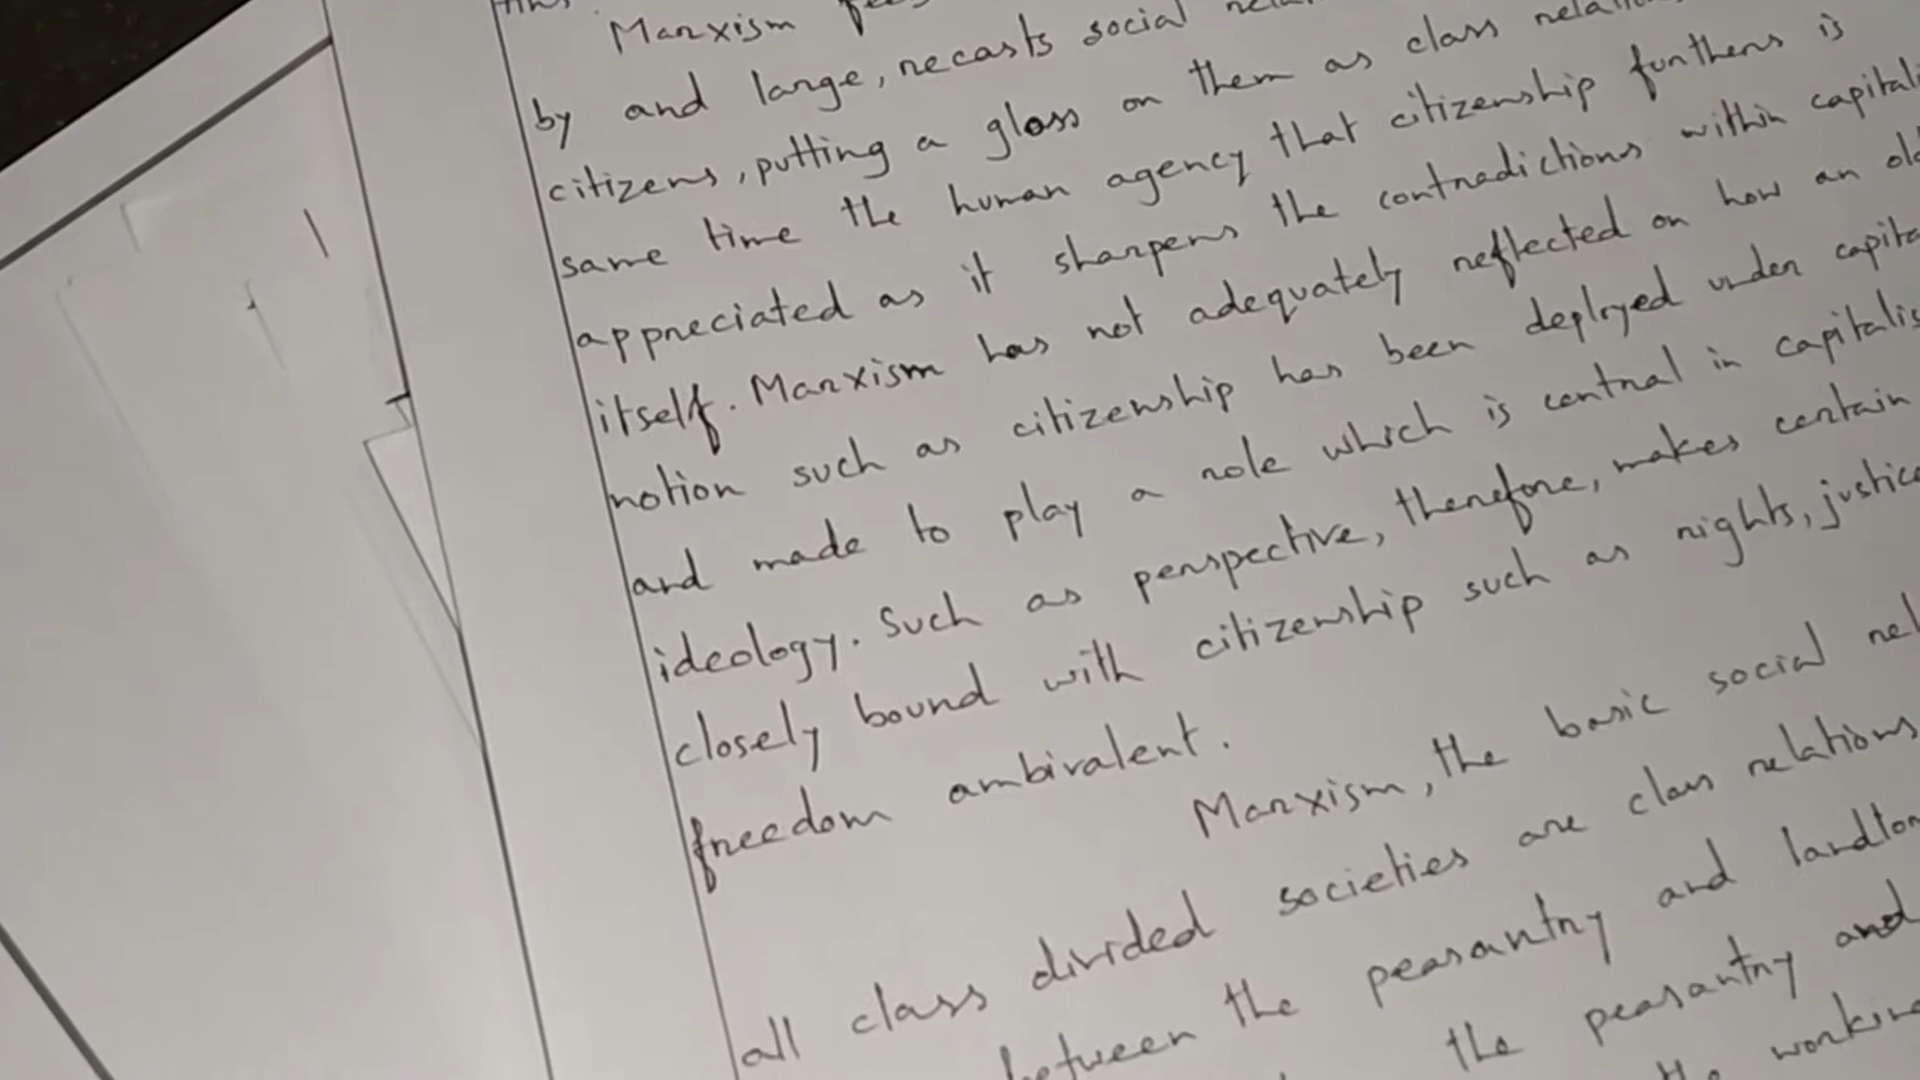 Marxism
by and large, recasts social
citizens, putting a gloss on them as class
same time the human agency that citizenship furthers is
appreciated as it sharpens the contradictions within
itself. Marxism has not adequately reflected on how an
notion such as citizenship has been deployed under
and made to play a role which is central in
ideology. Such as perspective, therefore, makes certain
closely bound with citizenship such as rights, justice
freedom ambivalent.
Marxism, the basic social
all class divided societies are class relations
between the peasantry and
the peasantry and